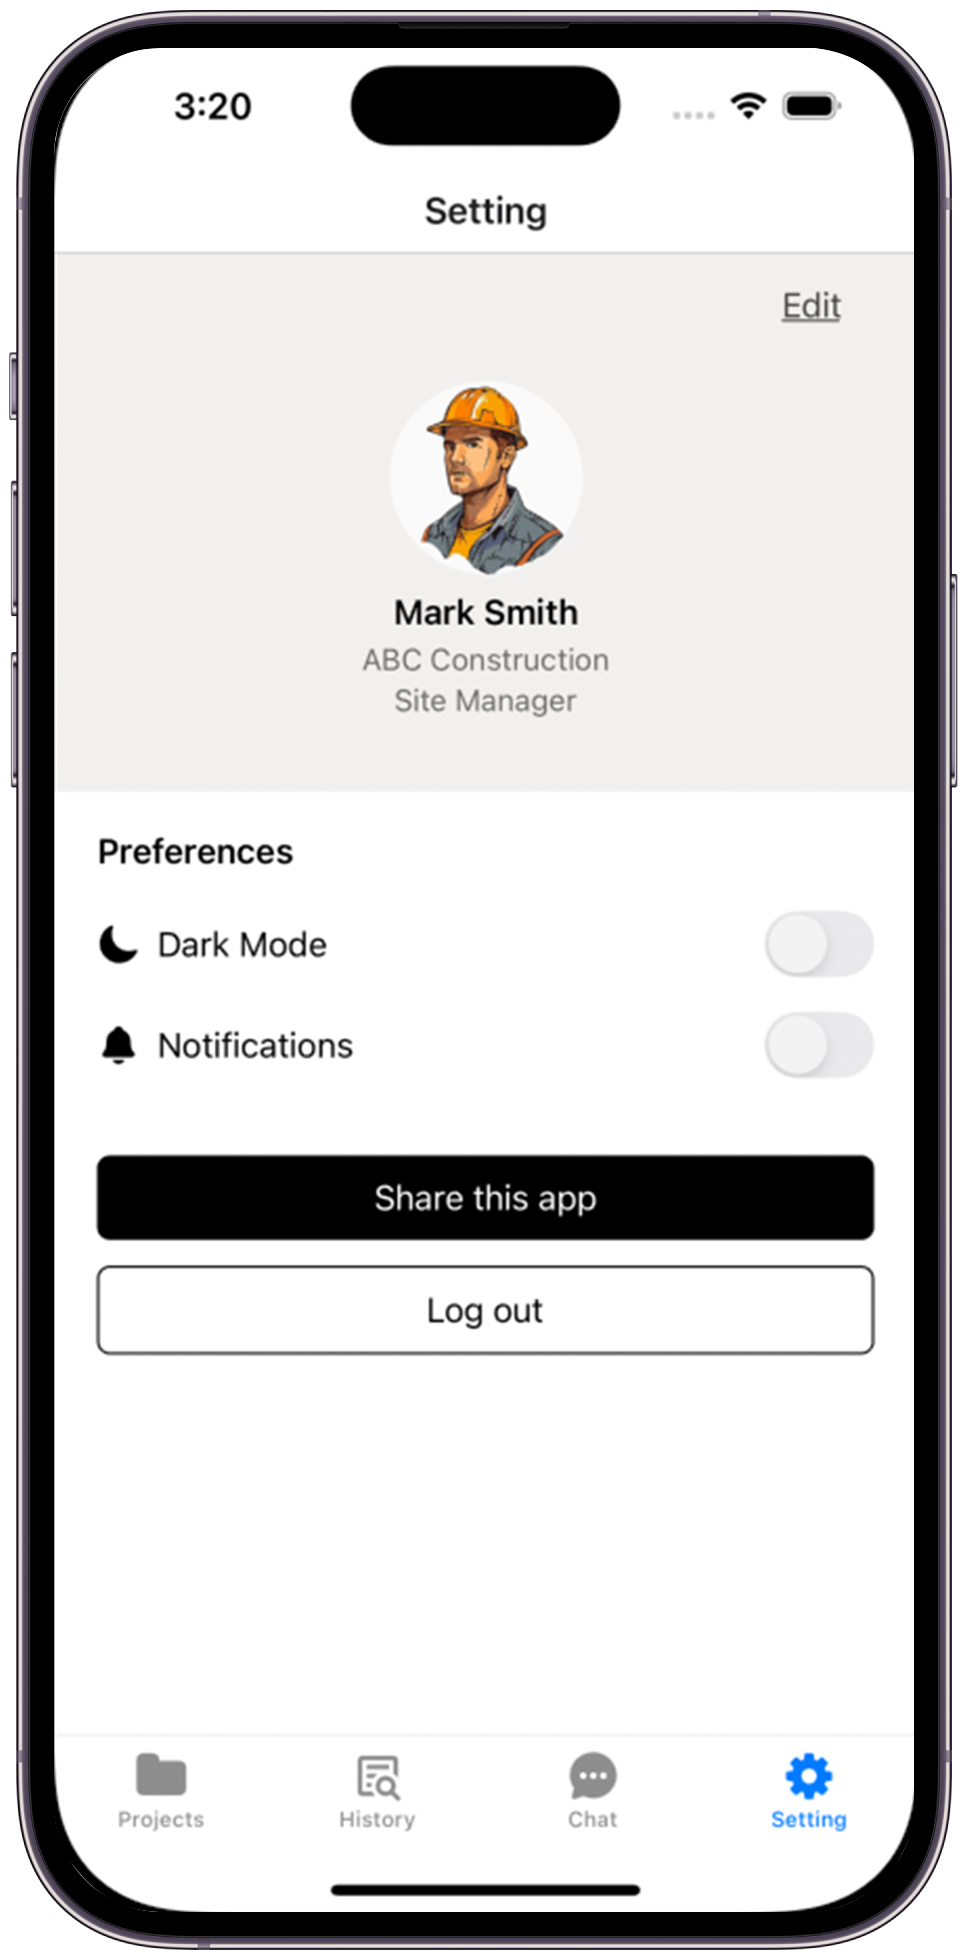 3:20
Setting
Edit
Mark Smith
ABC Construction
Site Manager
Preferences
Dark Mode
Notifications
Share this app
Log out
Projects
History
Chat
Setting